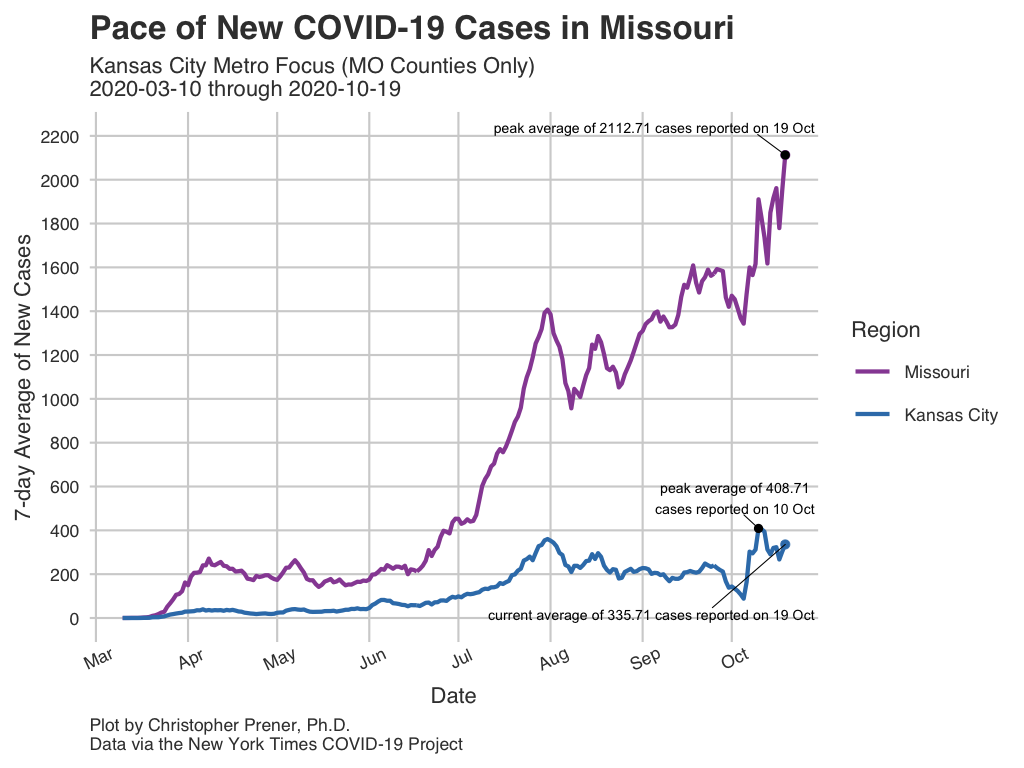 Pace of New COVID-19 Cases in Missouri
Kansas City Metro Focus (MO Counties Only)
2020-03-10 through 2020-10-19
peak average of 2112.71 cases reported on 19 Oct
2200
2000
1800
1600
1400
1200
1000
800
600
400
200
0
7-day Average of New Cases
peak average of 408.71
cases reported on 10 Oct
current average of 335.71 cases reported on 19 Oct
Mar
Apr
May
Jun
Jul
Aug
Sep
Oct
Date
Region
Missouri
Kansas City
Plot by Christopher Prener, Ph.D.
Data via the New York Times COVID-19 Project